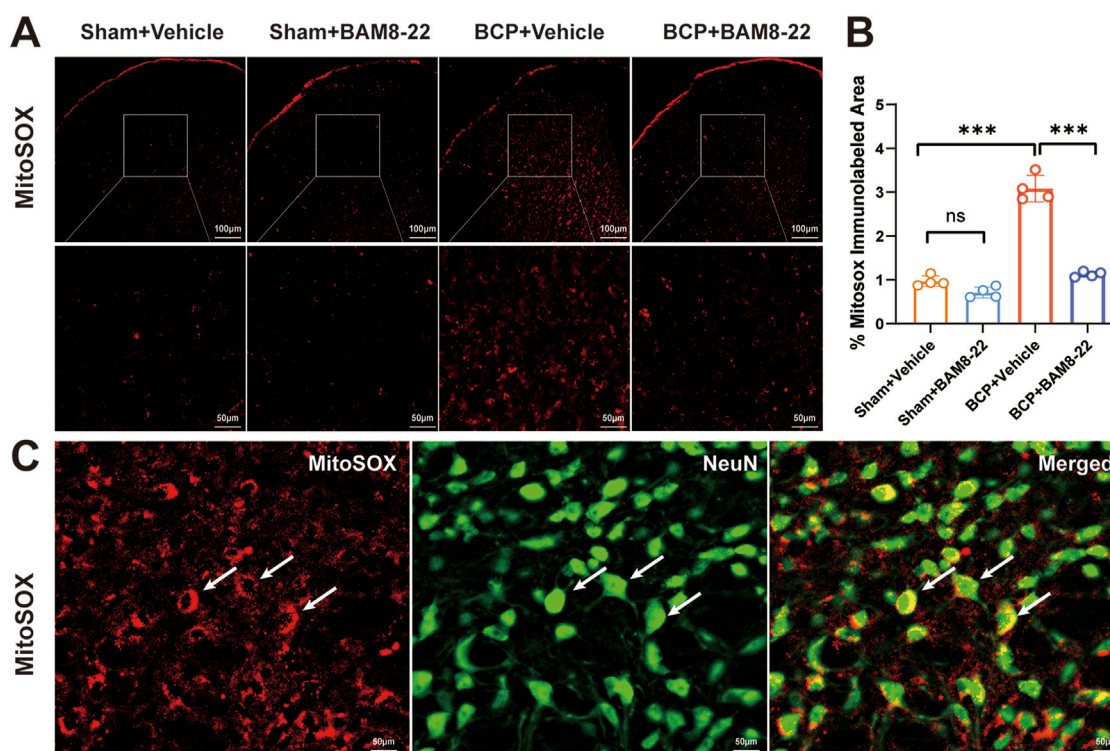 A
Sham+Vehicle
Sham+BAM8-22
BCP+Vehicle
BCP+BAM8-22
MitoSOX
100μm
100μm
100μm
100μm
50μm
50μm
50μm
50μm
B
% Mitosox Immunolabeled Area
5
4
3
2
1
0
***
***
ns
Sham+Vehicle
Sham+BAM8-22
BCP+Vehicle
BCP+BAM8-22
C
MitoSOX
MitoSOX
NeuN
Merged
50μm
50μm
50μm